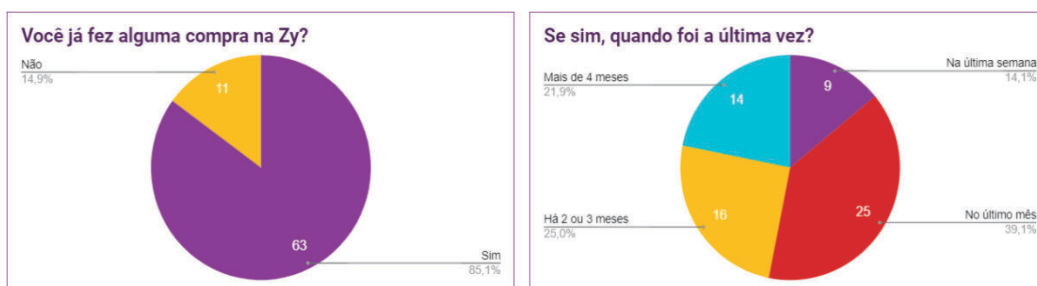 Você já fez alguma compra na Zy?
Não
14,9%
11
63
Sim
85,1%
Se sim, quando foi a última vez?
Na última semana
14,1%
Mais de 4 meses
21,9%
9
14
Há 2 ou 3 meses
25,0%
16
25
No último mês
39,1%